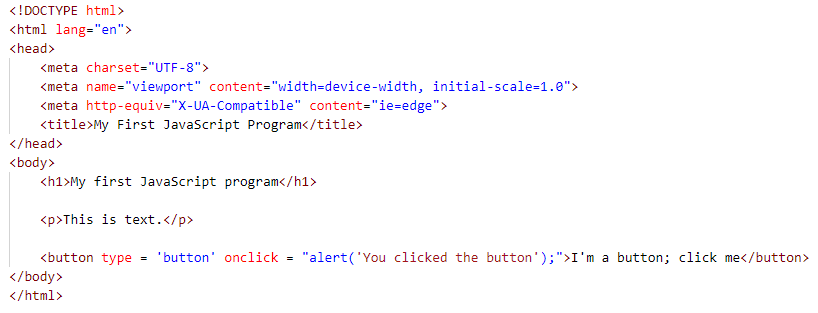 <!DOCTYPE html>
<html lang="en">
<head>
    <meta charset="UTF-8">
    <meta name="viewport" content="width=device-width, initial-scale=1.0">
    <meta http-equiv="X-UA-Compatible" content="ie=edge">
    <title>My First JavaScript Program</title>
</head>
<body>
    <h1>My first JavaScript program</h1>

    <p>This is text.</p>

    <button type = 'button' onclick = "alert('You clicked the button');">I'm a button; click me</button>
</body>
</html>